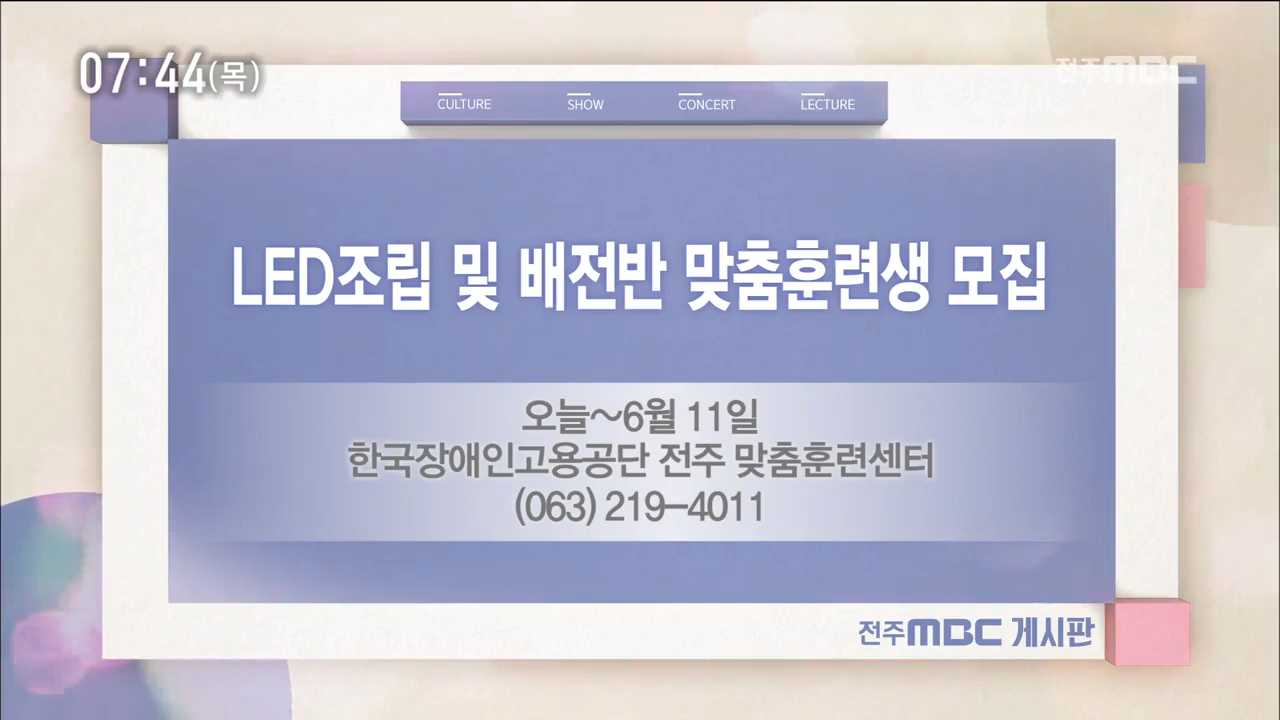 07:44(목)
전주MBC
CULTURE SHOW CONCERT LECTURE
LED조립 및 배전반 맞춤훈련생 모집
오늘~6월 11일
한국장애인고용공단 전주 맞춤훈련센터
(063) 219-4011
전주MBC 게시판